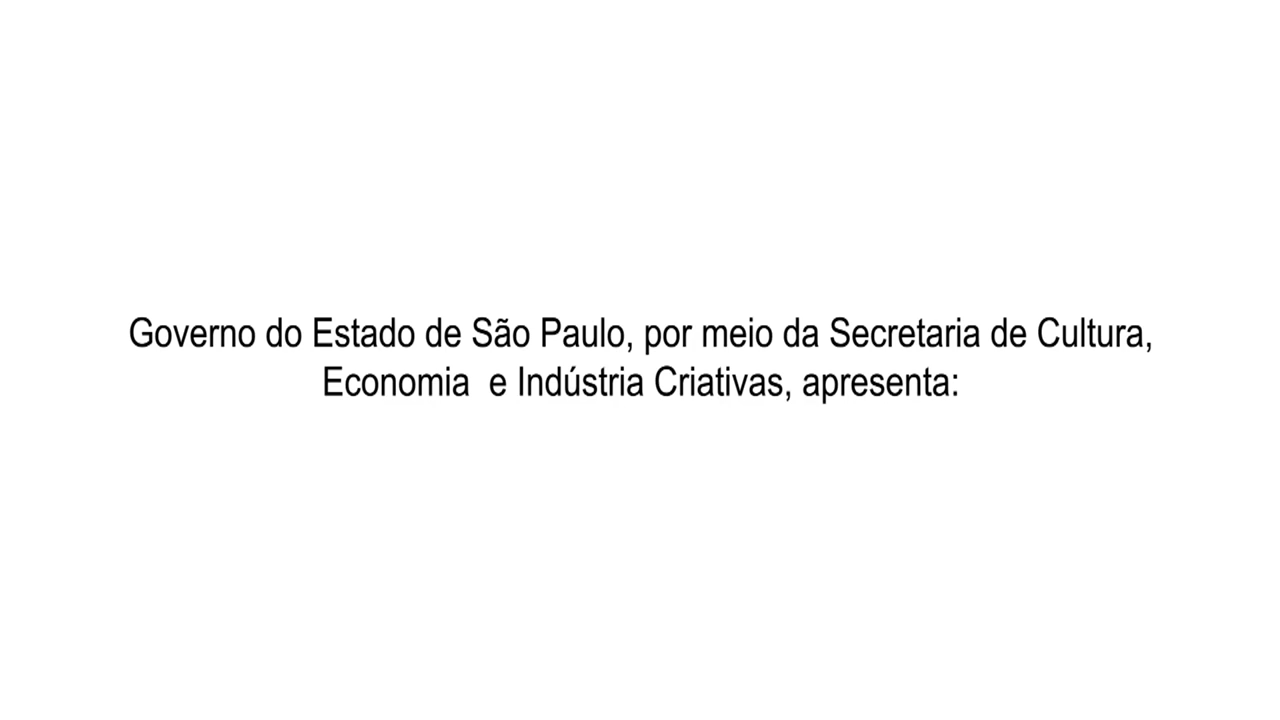 Governo do Estado de São Paulo, por meio da Secretaria de Cultura,
Economia  e Indústria Criativas, apresenta: